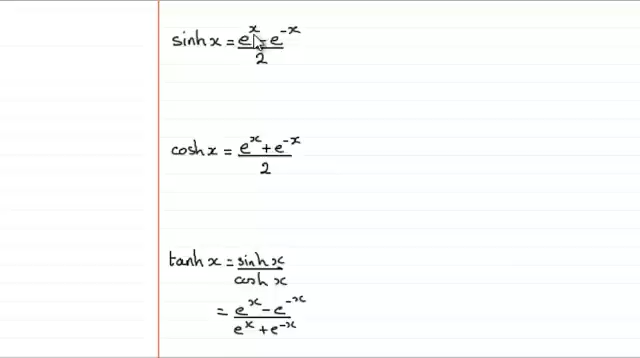 sinh x = (e^x - e^-x) / 2
cosh x = (e^x + e^-x) / 2
tanh x = sinh x / cosh x
= (e^x - e^-x) / (e^x + e^-x)